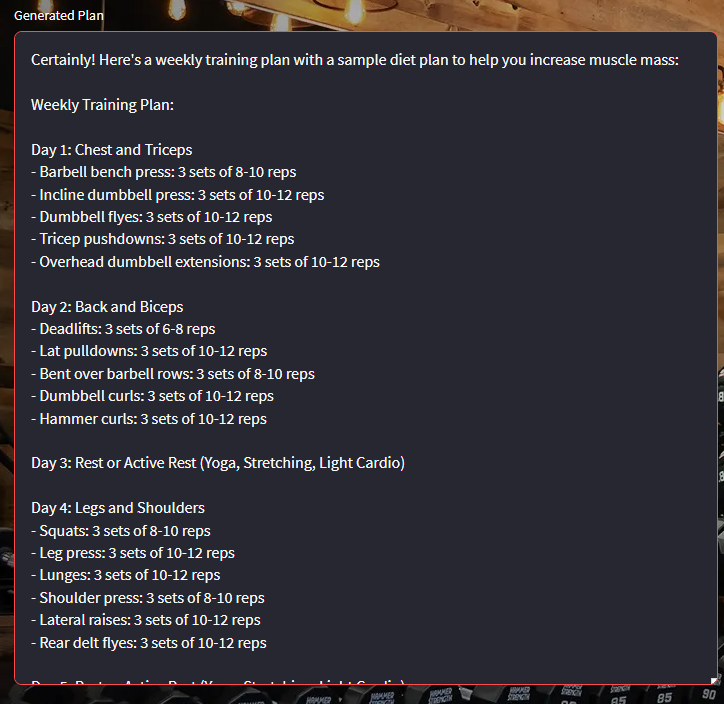 Generated Plan
Certainly! Here's a weekly training plan with a sample diet plan to help you increase muscle mass:
Weekly Training Plan:
Day 1: Chest and Triceps
- Barbell bench press: 3 sets of 8-10 reps
- Incline dumbbell press: 3 sets of 10-12 reps
- Dumbbell flyes: 3 sets of 10-12 reps
- Tricep pushdowns: 3 sets of 10-12 reps
- Overhead dumbbell extensions: 3 sets of 10-12 reps
Day 2: Back and Biceps
- Deadlifts: 3 sets of 6-8 reps
- Lat pulldowns: 3 sets of 10-12 reps
- Bent over barbell rows: 3 sets of 8-10 reps
- Dumbbell curls: 3 sets of 10-12 reps
- Hammer curls: 3 sets of 10-12 reps
Day 3: Rest or Active Rest (Yoga, Stretching, Light Cardio)
Day 4: Legs and Shoulders
- Squats: 3 sets of 8-10 reps
- Leg press: 3 sets of 10-12 reps
- Lunges: 3 sets of 10-12 reps
- Shoulder press: 3 sets of 8-10 reps
- Lateral raises: 3 sets of 10-12 reps
- Rear delt flyes: 3 sets of 10-12 reps
HAMMER STRENGTH
85
85
90